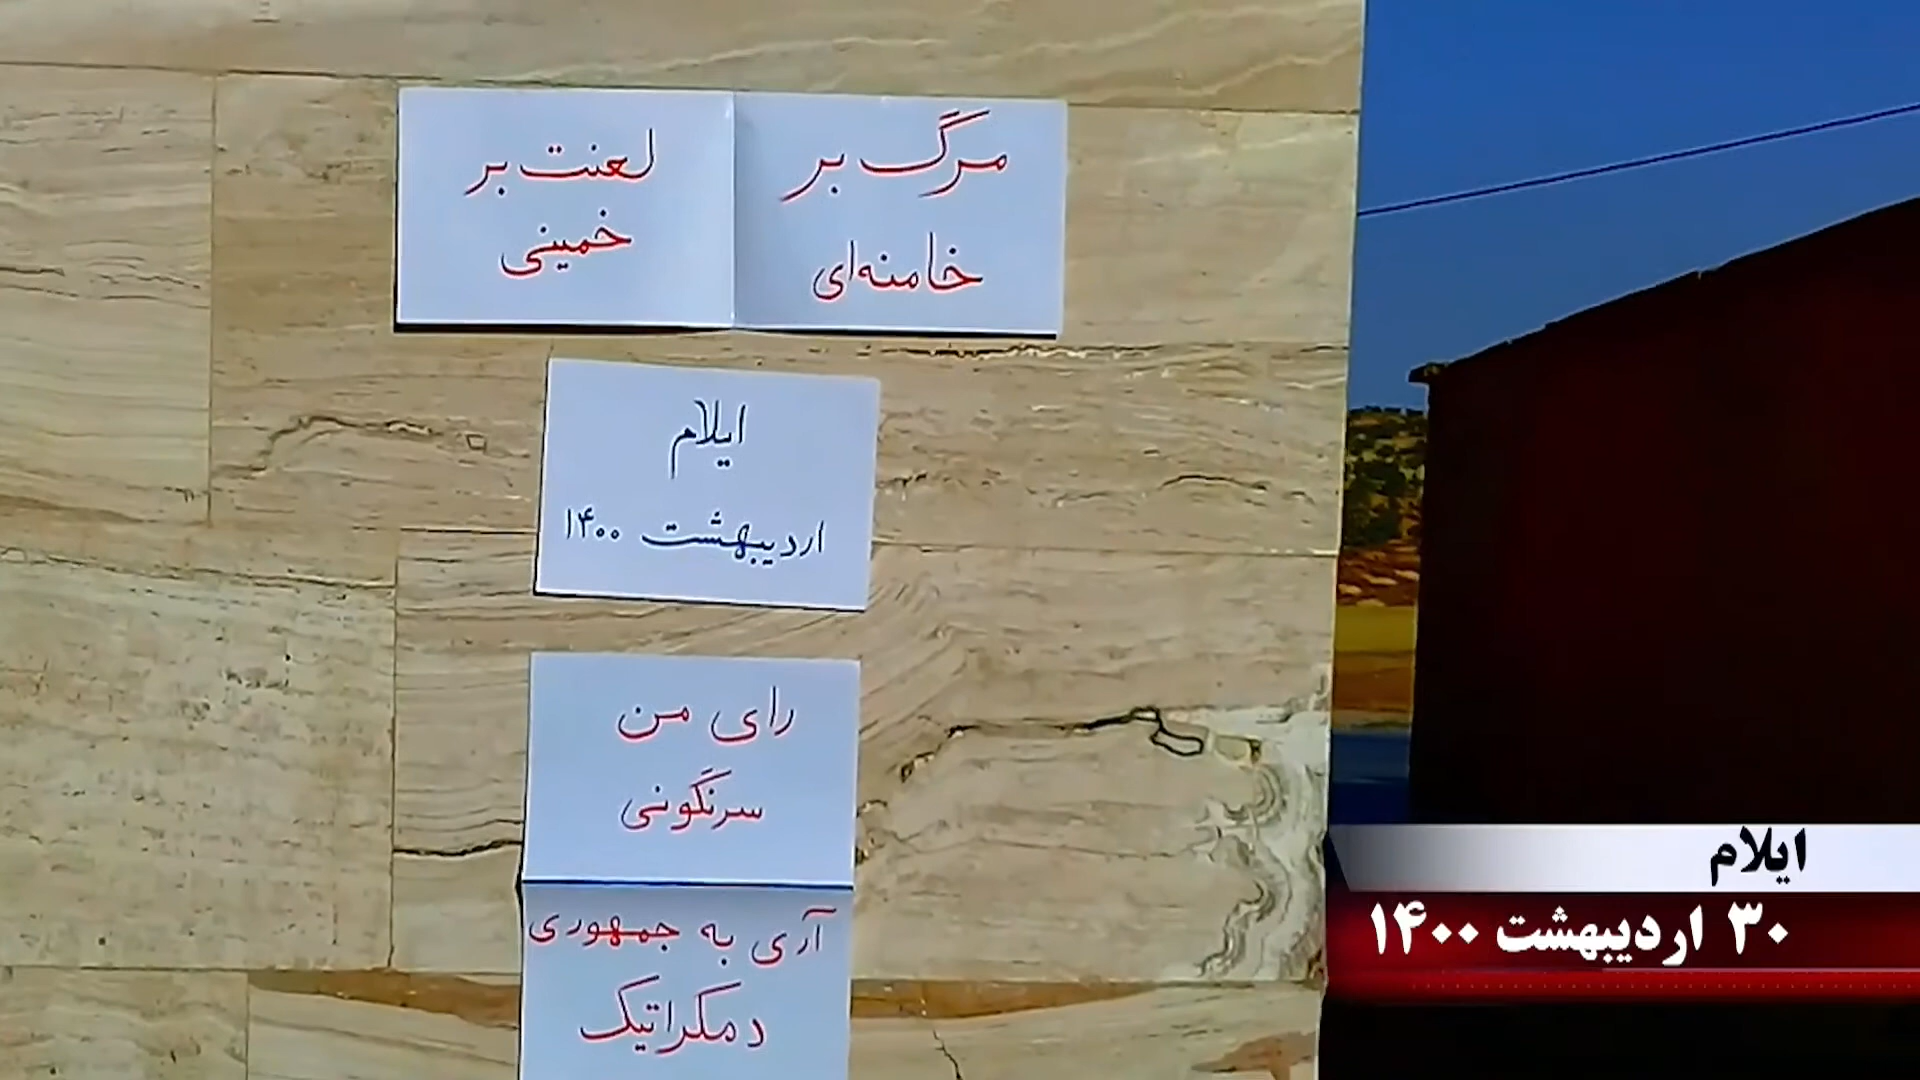 مرگ بر
خامنه‌ای
لعنت بر
خمینی
ایلام
اردیبهشت ۱۴۰۰
رای من
سرنگونی
آری به جمهوری
دمکراتیک
ایلام
۳۰ اردیبهشت ۱۴۰۰